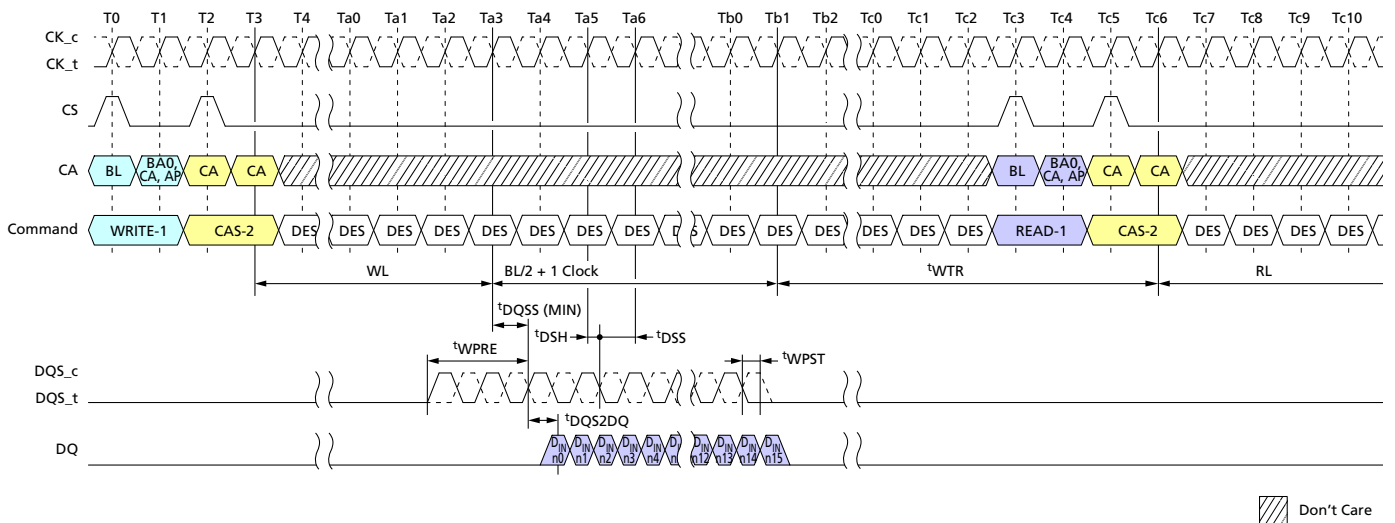 T0 T1 T2 T3 T4 Ta0 Ta1 Ta2 Ta3 Ta4 Ta5 Ta6 Tb0 Tb1 Tb2 Tc0 Tc1 Tc2 Tc3 Tc4 Tc5 Tc6 Tc7 Tc8 Tc9 Tc10
CK_c
CK_t
CS
CA BL BA0, CA, AP CA CA BL BA0, CA, AP CA CA
Command WRITE-1 CAS-2 DES DES DES DES DES DES DES DES DES DES DES DES DES DES DES DES READ-1 CAS-2 DES DES DES DES
WL BL/2 + 1 Clock tWTR RL
tDQSS (MIN)
tDSH tDSS
tWPRE tWPST
DQS_c
DQS_t
tDQS2DQ
DQ DIN n0 DIN n1 DIN n2 DIN n3 DIN n4 DIN n DIN n12 DIN n13 DIN n14 DIN n15
Don't Care